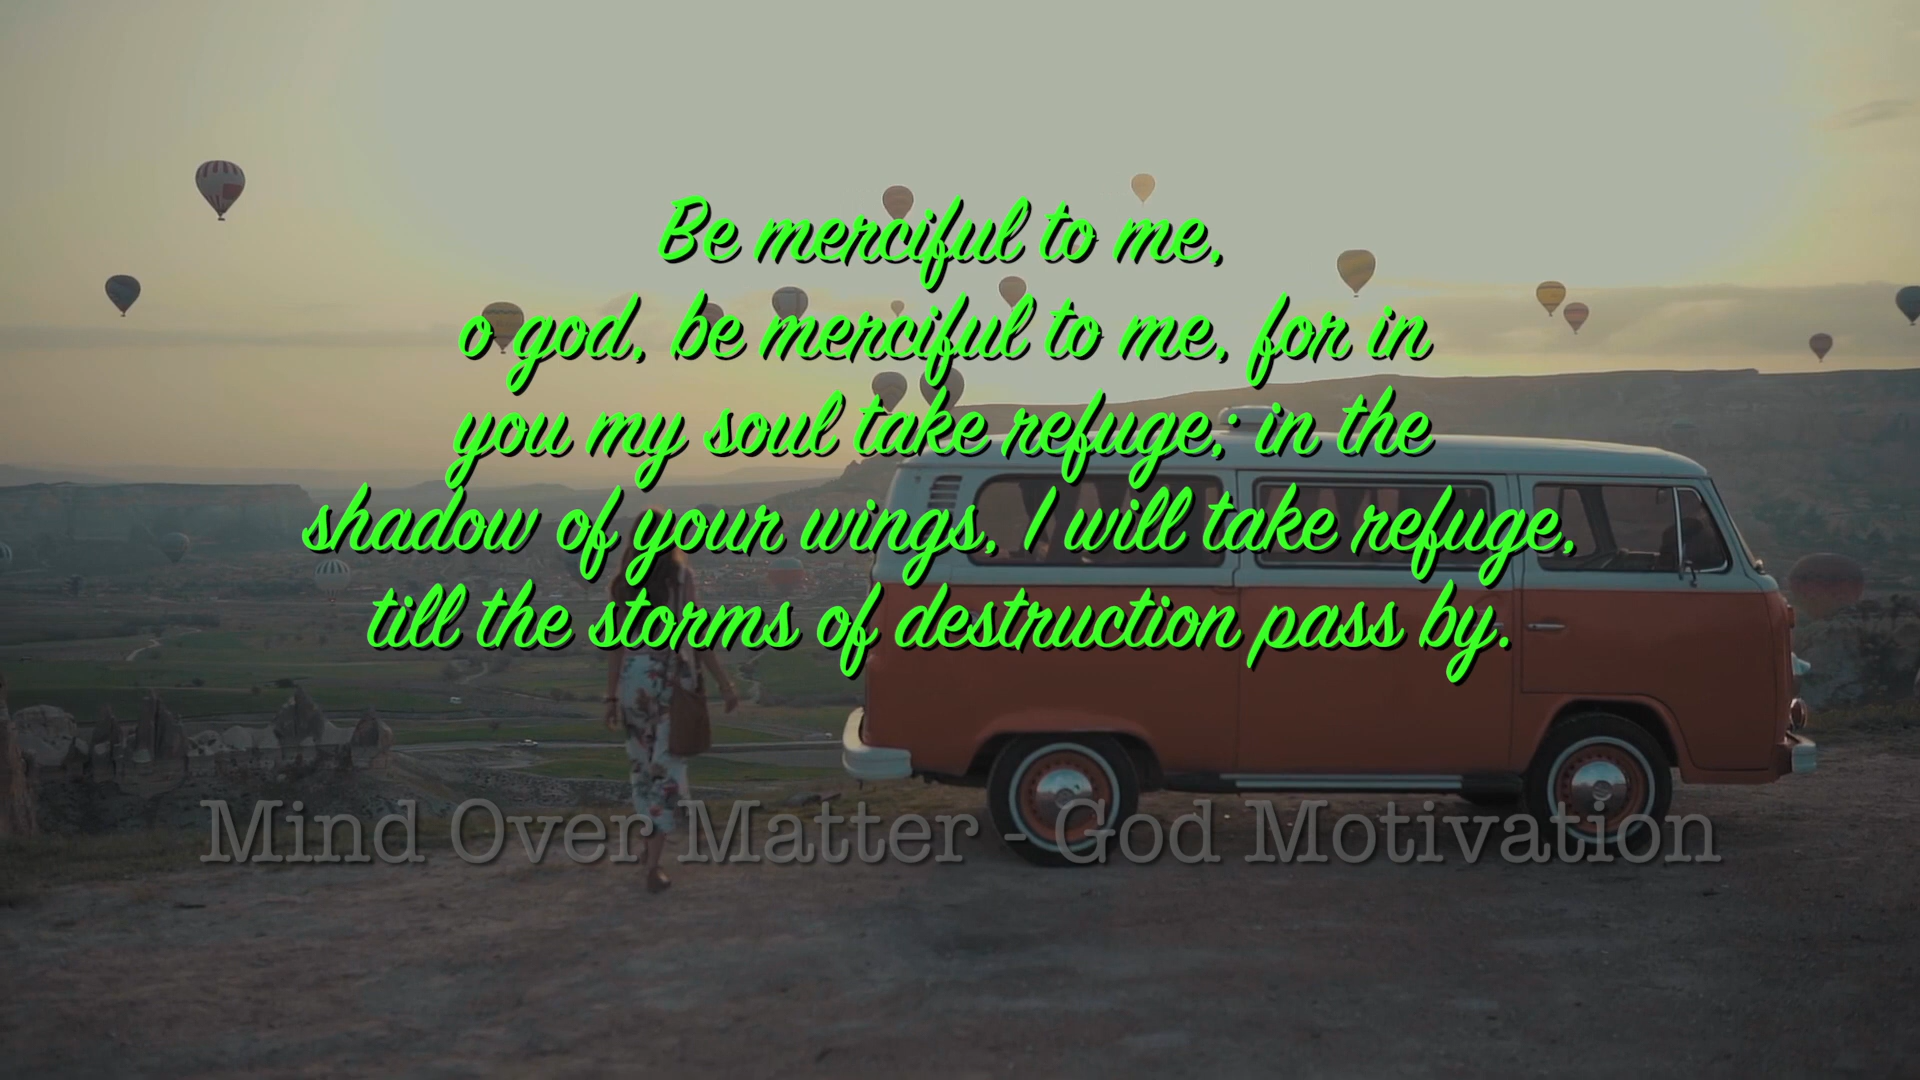 Be merciful to me,
o god, be merciful to me, for in
you my soul take refuge; in the
shadow of your wings, I will take refuge,
till the storms of destruction pass by.
Mind Over Matter - God Motivation